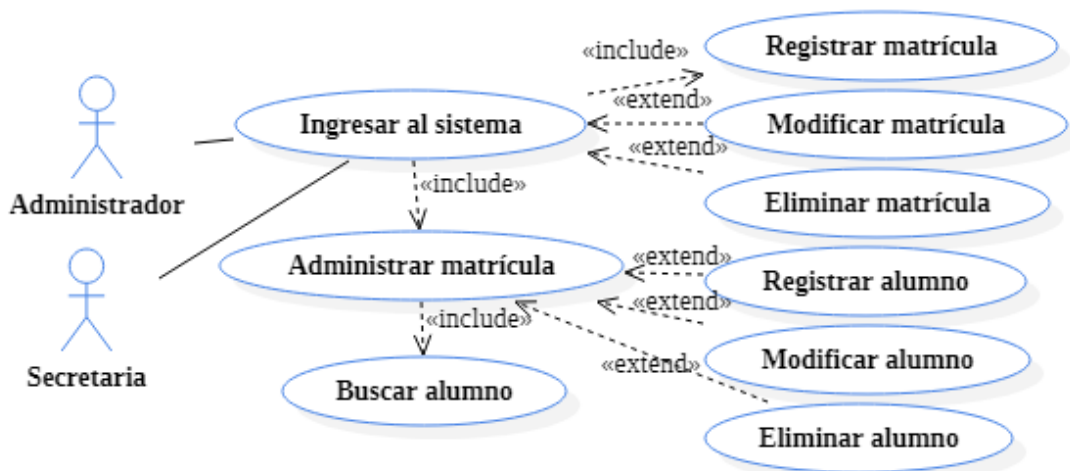 Registrar matrícula
«include»
«extend»
Ingresar al sistema
Modificar matrícula
«extend»
Administrador
«include»
Eliminar matrícula
Administrar matrícula
«extend»
Registrar alumno
«extend»
«include»
Secretaria
Buscar alumno
«extend»
Modificar alumno
Eliminar alumno